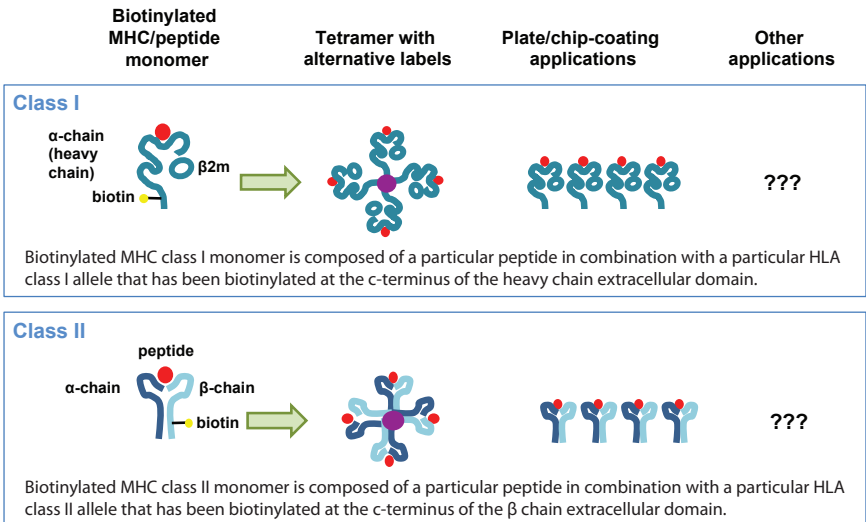 Biotinylated
MHC/peptide
monomer
Tetramer with
alternative labels
Plate/chip-coating
applications
Other
applications
Class I
α-chain
(heavy
chain)
β2m
biotin
???
Biotinylated MHC class I monomer is composed of a particular peptide in combination with a particular HLA
class I allele that has been biotinylated at the c-terminus of the heavy chain extracellular domain.
Class II
peptide
α-chain
β-chain
biotin
???
Biotinylated MHC class II monomer is composed of a particular peptide in combination with a particular HLA
class II allele that has been biotinylated at the c-terminus of the β chain extracellular domain.